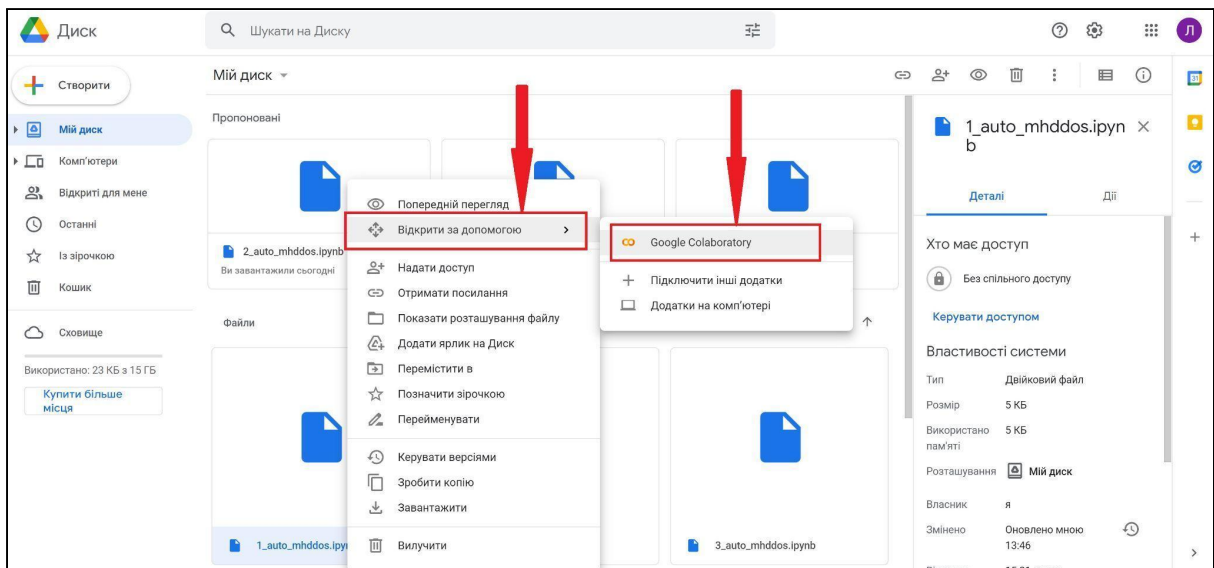 Диск
Шукати на Диску
Л
Створити
Мій диск
Комп'ютери
Відкриті для мене
Останні
Із зірочкою
Кошик
Сховище
Використано: 23 КБ з 15 ГБ
Купити більше
місця
Мій диск
Пропоновані
2_auto_mhddos.ipynb
Ви завантажили сьогодні
Файли
1_auto_mhddos.ipy
3_auto_mhddos.ipynb
Попередній перегляд
Відкрити за допомогою
Надати доступ
Отримати посилання
Показати розташування файлу
Додати ярлик на Диск
Перемістити в
Позначити зірочкою
Перейменувати
Керувати версіями
Зробити копію
Завантажити
Вилучити
Google Colaboratory
Підключити інші додатки
Додатки на комп'ютері
1_auto_mhddos.ipyn
b
Деталі
Дії
Хто має доступ
Без спільного доступу
Керувати доступом
Властивості системи
Тип Двійковий файл
Розмір 5 КБ
Використано 5 КБ
пам'яті
Розташування Мій диск
Власник я
Змінено Оновлено мною
13:46
31